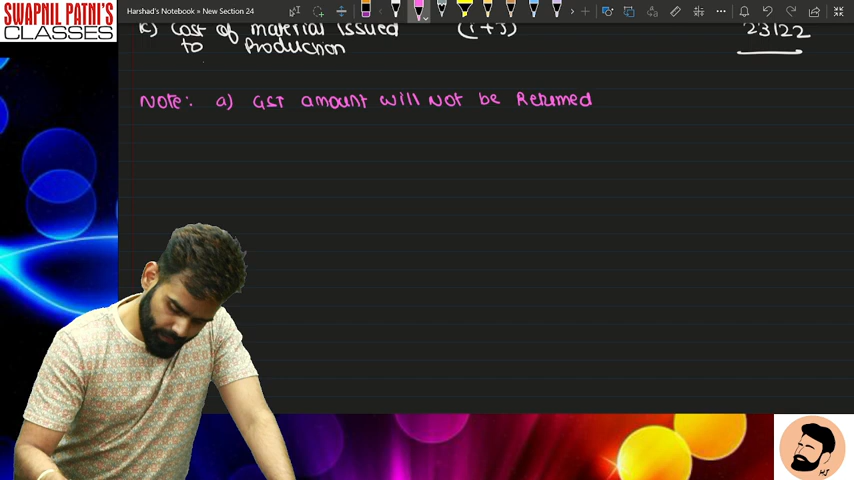 SWAPNIL PATNI'S
CLASSES
Harshad's Notebook » New Section 24
K) Cost of material issued (i+j) 23122
to Production
Note: a) GST amount will not be Returned
HS